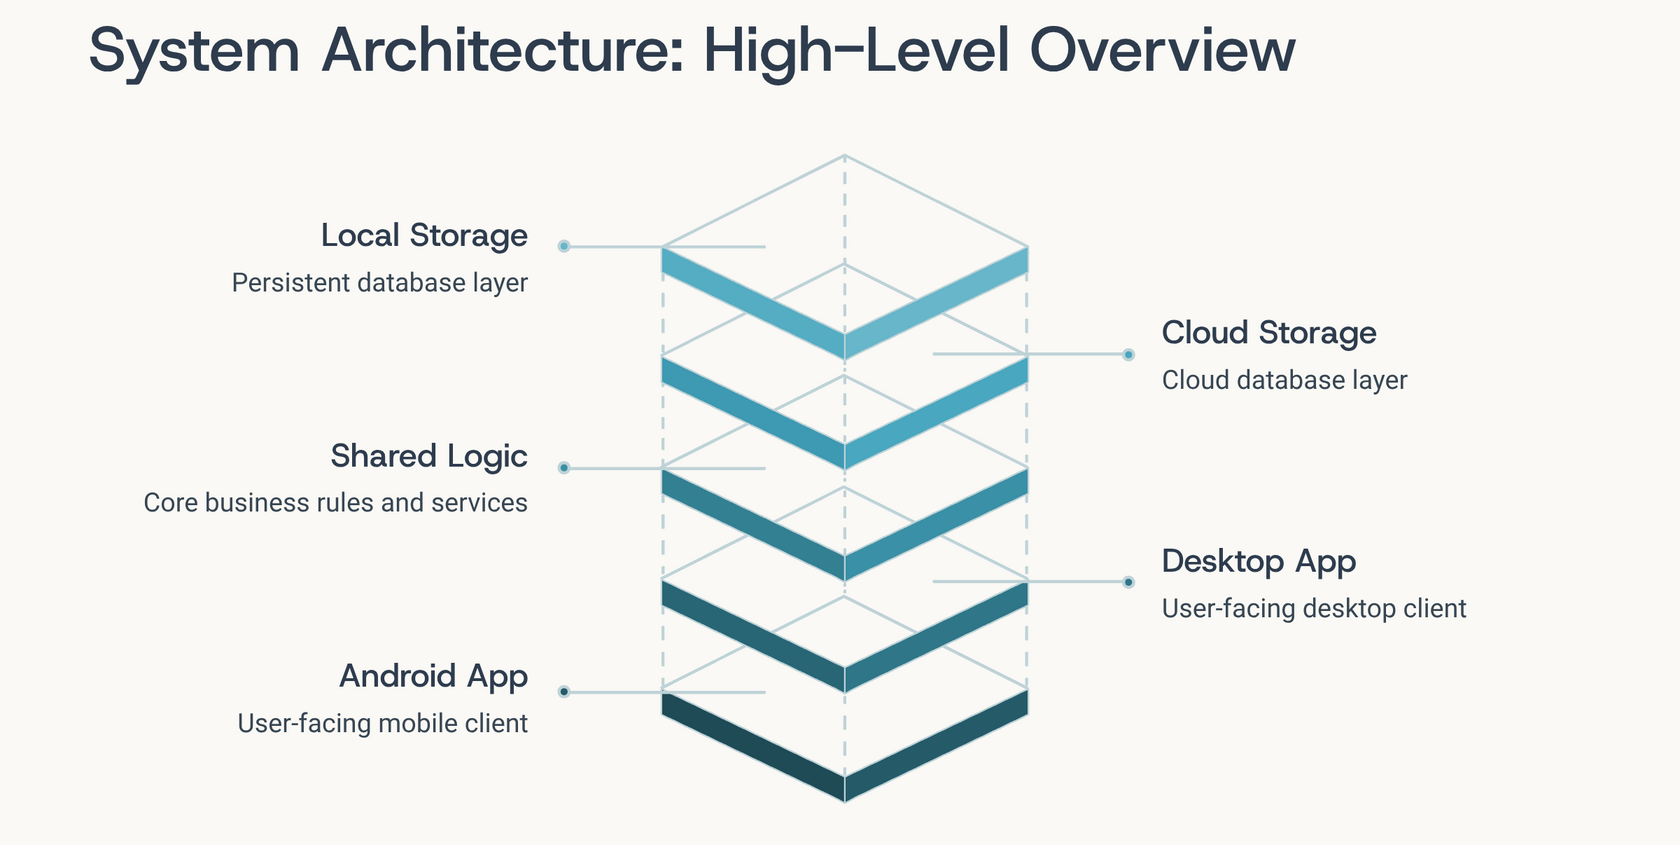 System Architecture: High-Level Overview
Local Storage
Persistent database layer
Cloud Storage
Cloud database layer
Shared Logic
Core business rules and services
Desktop App
User-facing desktop client
Android App
User-facing mobile client